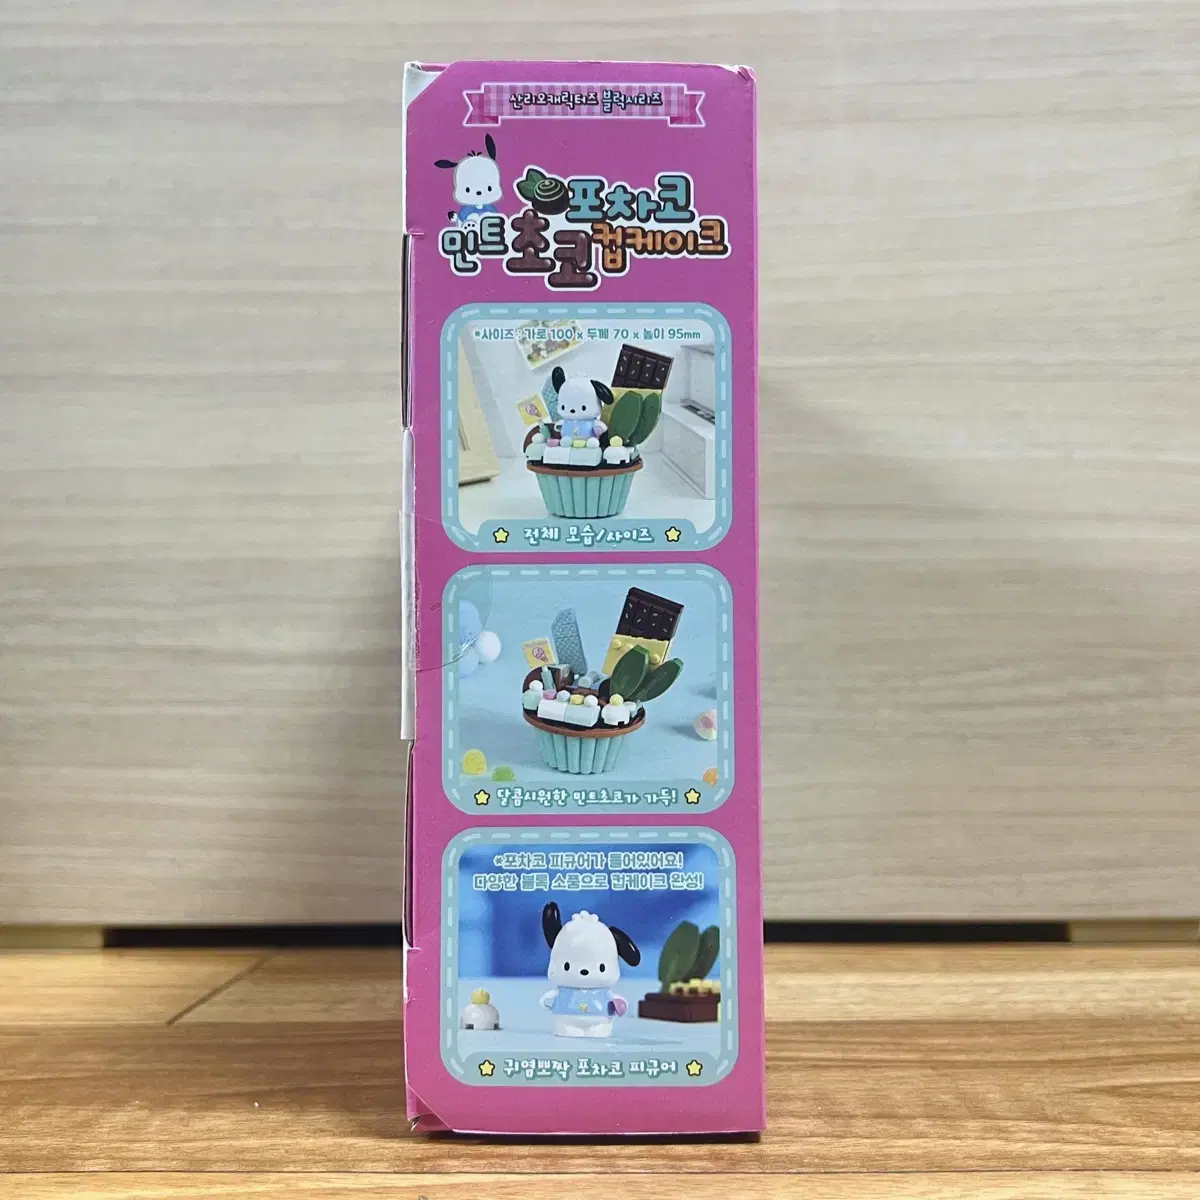 산리오캐릭터즈 블럭시리즈
포차코
민트초코컵케이크
*사이즈 : 가로 100 x 두께 70 x 높이 95mm
전체 모습/사이즈
달콤시원한 민트초코가 가득!
*포차코 피규어가 들어있어요!
다양한 블록 소품으로 컵케이크 완성!
귀염뽀짝 포차코 피규어